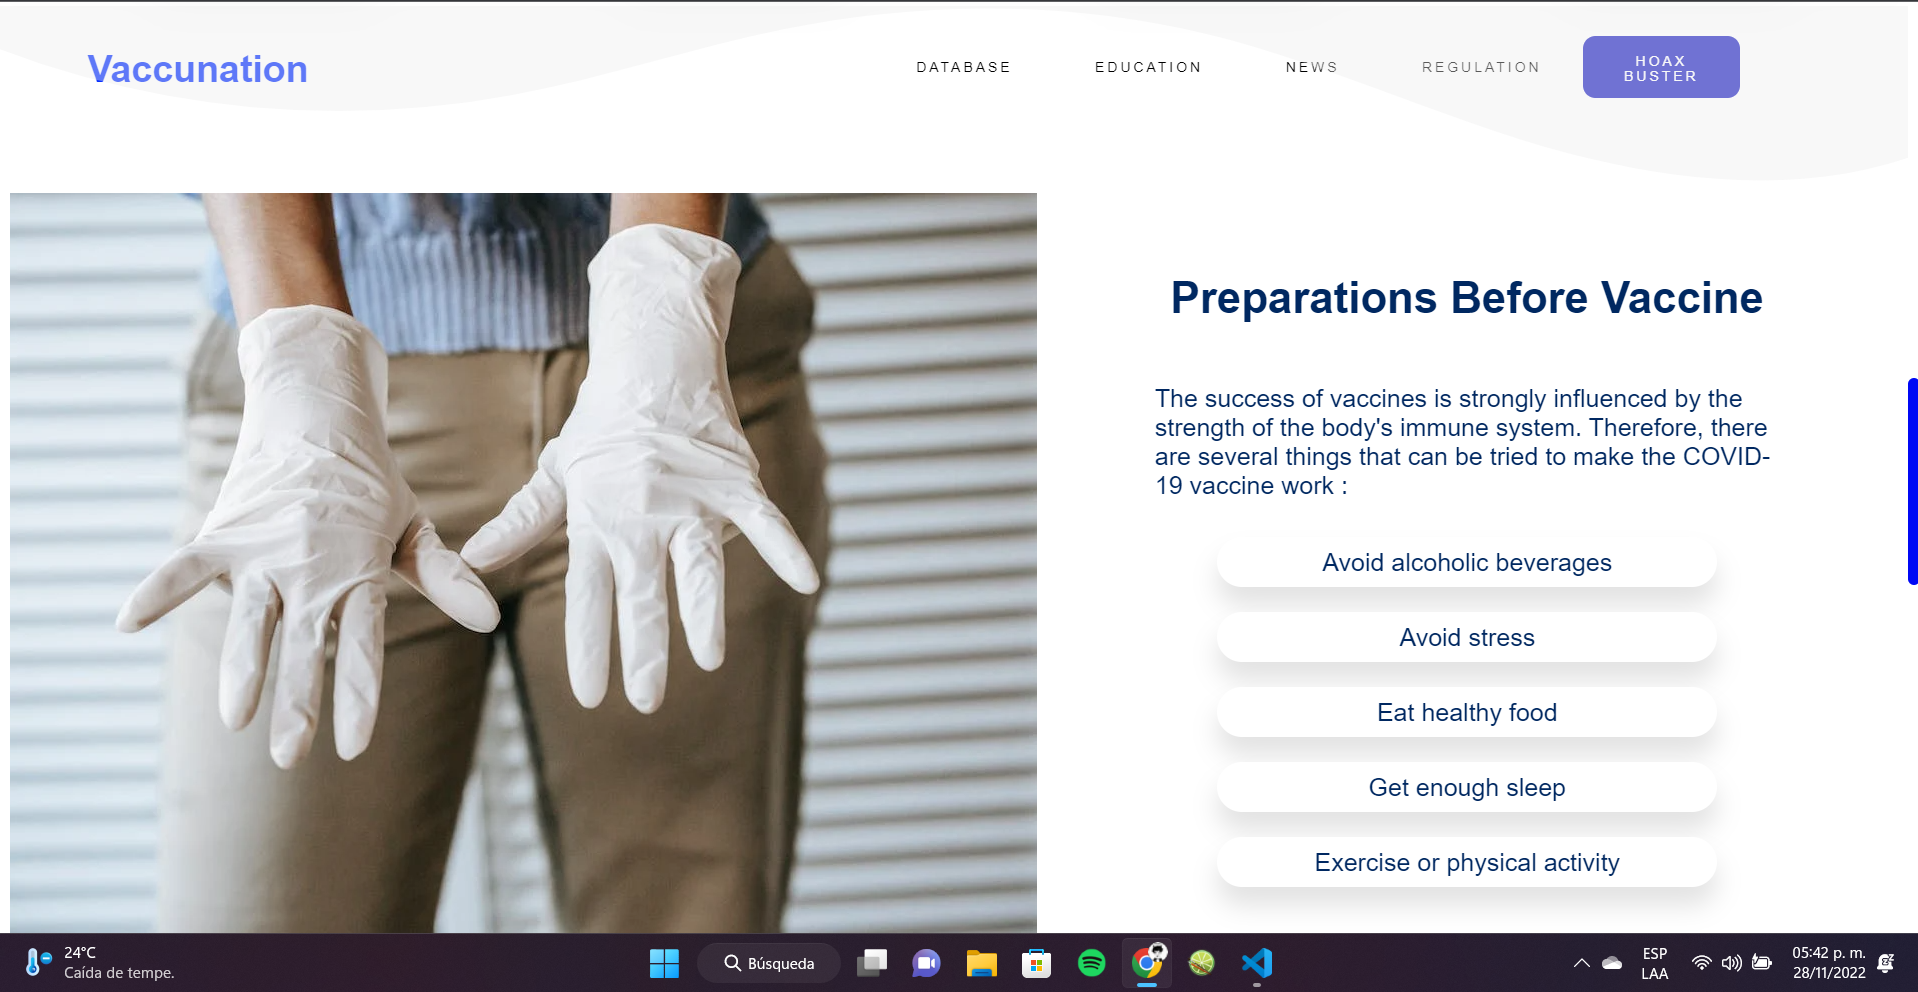 Vaccunation
DATABASE
EDUCATION
NEWS
REGULATION
HOAX
BUSTER
Preparations Before Vaccine
The success of vaccines is strongly influenced by the
strength of the body's immune system. Therefore, there
are several things that can be tried to make the COVID-
19 vaccine work :
Avoid alcoholic beverages
Avoid stress
Eat healthy food
Get enough sleep
Exercise or physical activity
24°C
Caída de tempe.
Búsqueda
ESP
LAA
05:42 p. m.
28/11/2022